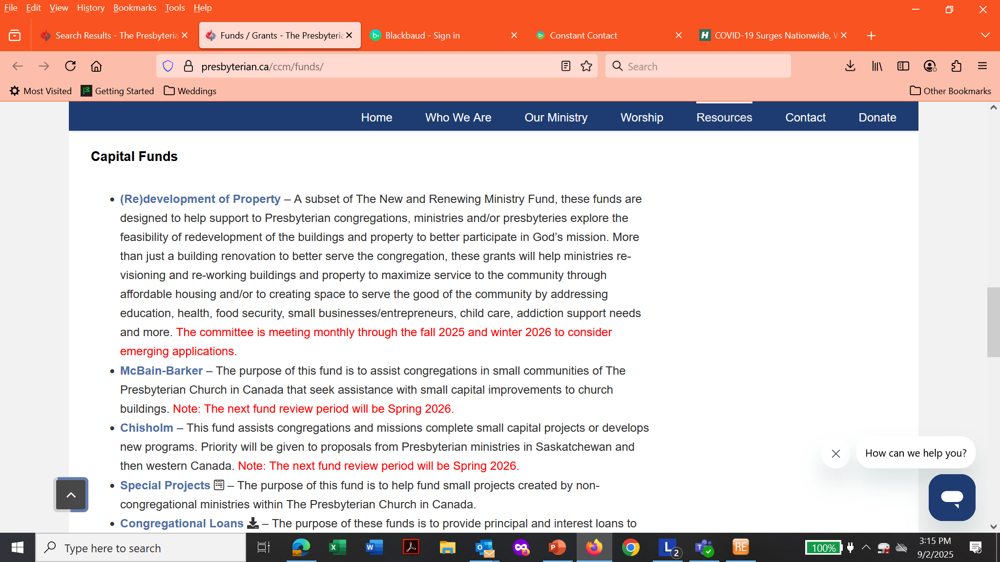 File Edit View History Bookmarks Tools Help
Search Results - The Presbyteria
Funds / Grants - The Presbyteria
Blackbaud - Sign in
Constant Contact
COVID-19 Surges Nationwide,
presbyterian.ca/ccm/funds/
Search
Most Visited Getting Started Weddings Other Bookmarks
Home Who We Are Our Ministry Worship Resources Contact Donate
Capital Funds
• (Re)development of Property – A subset of The New and Renewing Ministry Fund, these funds are
designed to help support to Presbyterian congregations, ministries and/or presbyteries explore the
feasibility of redevelopment of the buildings and property to better participate in God’s mission. More
than just a building renovation to better serve the congregation, these grants will help ministries re-
visioning and re-working buildings and property to maximize service to the community through
affordable housing and/or to creating space to serve the good of the community by addressing
education, health, food security, small businesses/entrepreneurs, child care, addiction support needs
and more. The committee is meeting monthly through the fall 2025 and winter 2026 to consider
emerging applications.
• McBain-Barker – The purpose of this fund is to assist congregations in small communities of The
Presbyterian Church in Canada that seek assistance with small capital improvements to church
buildings. Note: The next fund review period will be Spring 2026.
• Chisholm – This fund assists congregations and missions complete small capital projects or develops
new programs. Priority will be given to proposals from Presbyterian ministries in Saskatchewan and
then western Canada. Note: The next fund review period will be Spring 2026.
• Special Projects – The purpose of this fund is to help fund small projects created by non-
congregational ministries within The Presbyterian Church in Canada.
• Congregational Loans – The purpose of these funds is to provide principal and interest loans to
How can we help you?
Type here to search
L 2
RE
100%
3:15 PM
9/2/2025